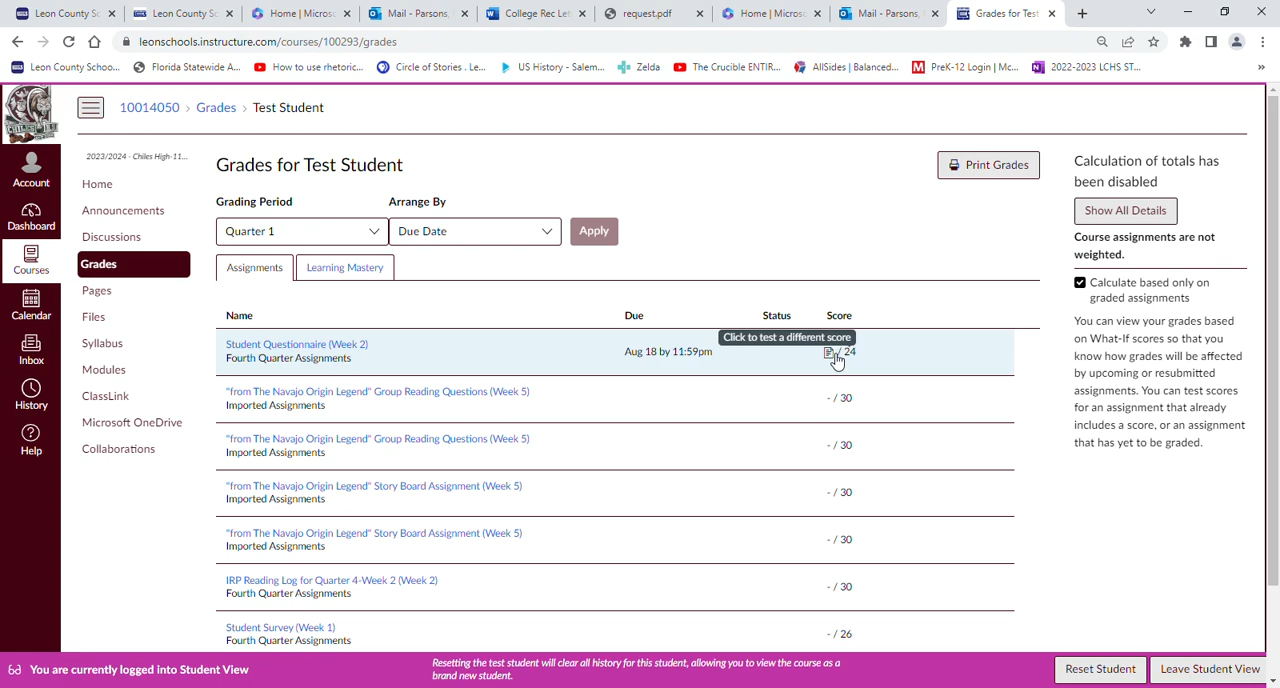 Leon County Sc
Leon County Sc
Home | Micros
Mail - Parsons,
College Rec Let
request.pdf
Home | Micros
Mail - Parsons,
Grades for Test
leonschools.instructure.com/courses/100293/grades
Leon County Schoo...
Florida Statewide A...
How to use rhetoric...
Circle of Stories . Le...
US History - Salem...
Zelda
The Crucible ENTIR...
AllSides | Balanced...
PreK-12 Login | Mc...
2022-2023 LCHS ST...
10014050 › Grades › Test Student
Account
Dashboard
Courses
Calendar
Inbox
History
Help
2023/2024 - Chiles High-11...
Home
Announcements
Discussions
Grades
Pages
Files
Syllabus
Modules
ClassLink
Microsoft OneDrive
Collaborations
Grades for Test Student
Print Grades
Grading Period
Arrange By
Quarter 1
Due Date
Apply
Assignments
Learning Mastery
Name Due Status Score
Click to test a different score
Student Questionnaire (Week 2)
Fourth Quarter Assignments
Aug 18 by 11:59pm
/ 24
"from The Navajo Origin Legend" Group Reading Questions (Week 5)
Imported Assignments
- / 30
"from The Navajo Origin Legend" Group Reading Questions (Week 5)
Imported Assignments
- / 30
"from The Navajo Origin Legend" Story Board Assignment (Week 5)
Imported Assignments
- / 30
"from The Navajo Origin Legend" Story Board Assignment (Week 5)
Imported Assignments
- / 30
IRP Reading Log for Quarter 4-Week 2 (Week 2)
Fourth Quarter Assignments
- / 30
Student Survey (Week 1)
Fourth Quarter Assignments
- / 26
Calculation of totals has
been disabled
Show All Details
Course assignments are not
weighted.
Calculate based only on
graded assignments
You can view your grades based
on What-If scores so that you
know how grades will be affected
by upcoming or resubmitted
assignments. You can test scores
for an assignment that already
includes a score, or an assignment
that has yet to be graded.
You are currently logged into Student View
Resetting the test student will clear all history for this student, allowing you to view the course as a
brand new student.
Reset Student
Leave Student View